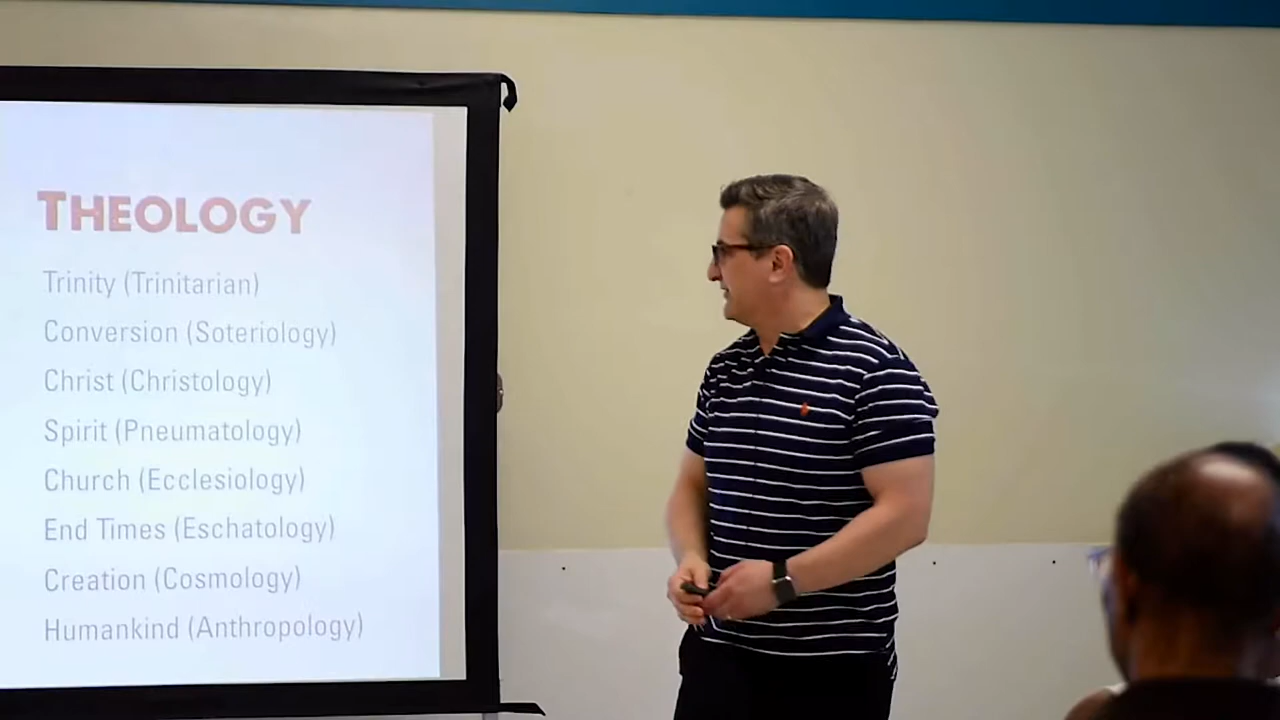 THEOLOGY
Trinity (Trinitarian)
Conversion (Soteriology)
Christ (Christology)
Spirit (Pneumatology)
Church (Ecclesiology)
End Times (Eschatology)
Creation (Cosmology)
Humankind (Anthropology)